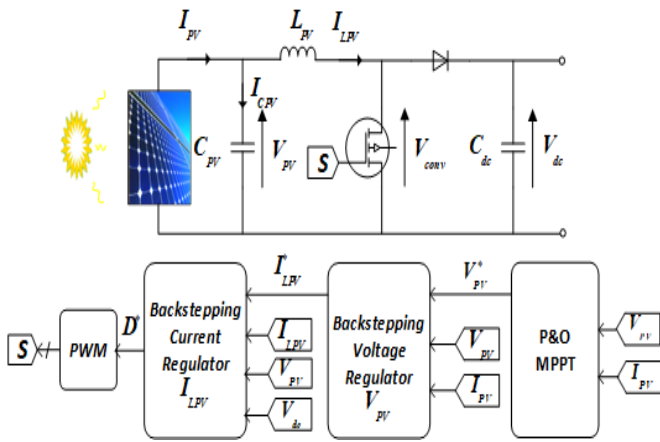 I_PV L_PV I_LPV
I_CPV
C_PV V_PV S V_conv C_dc V_dc
I*_LPV V*_PV
S PWM D* Backstepping Current Regulator I_LPV
I_LPV
V_PV
V_dc
Backstepping Voltage Regulator V_PV
V_PV
I_PV
P&O MPPT
V_PV
I_PV